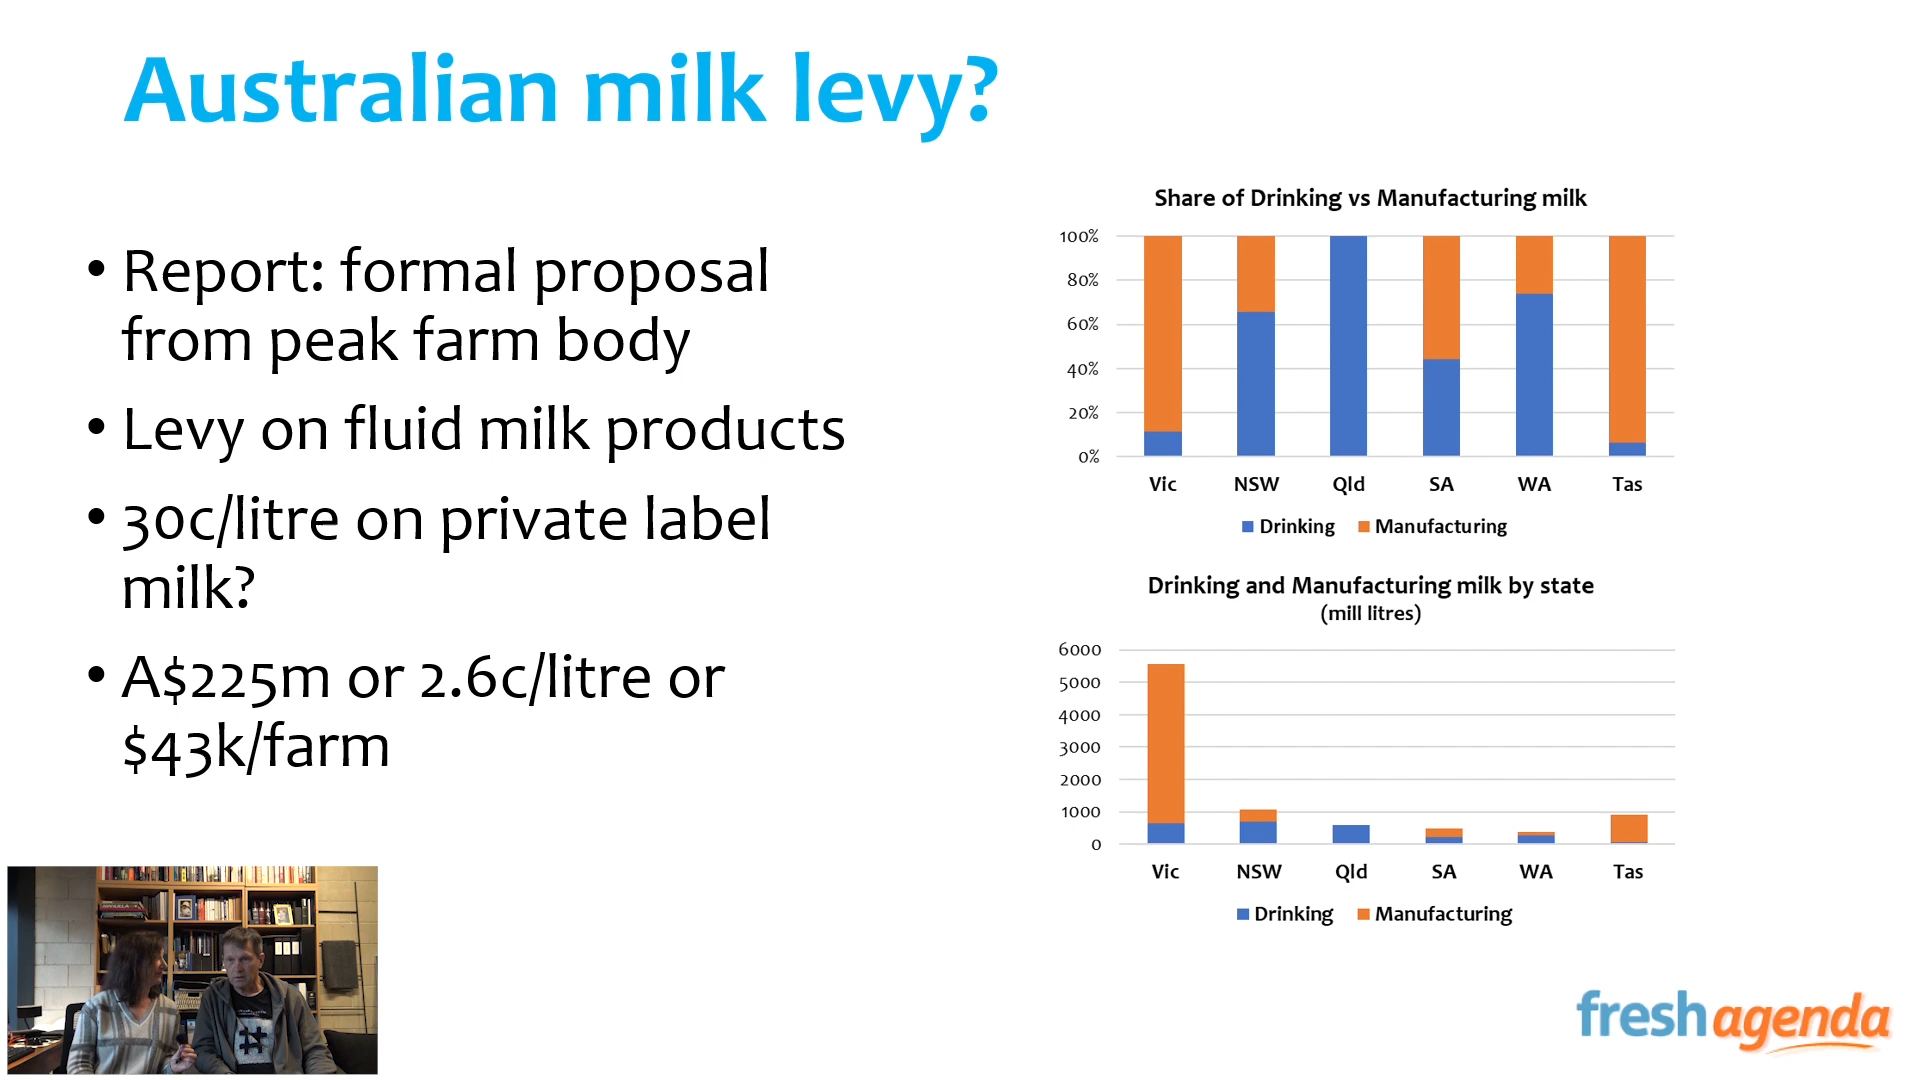 Australian milk levy?
• Report: formal proposal
from peak farm body
• Levy on fluid milk products
• 30c/litre on private label
milk?
• A$225m or 2.6c/litre or
$43k/farm
Share of Drinking vs Manufacturing milk
100%
80%
60%
40%
20%
0%
Vic NSW Qld SA WA Tas
Drinking Manufacturing
Drinking and Manufacturing milk by state
(mill litres)
6000
5000
4000
3000
2000
1000
0
Vic NSW Qld SA WA Tas
Drinking Manufacturing
fresh agenda